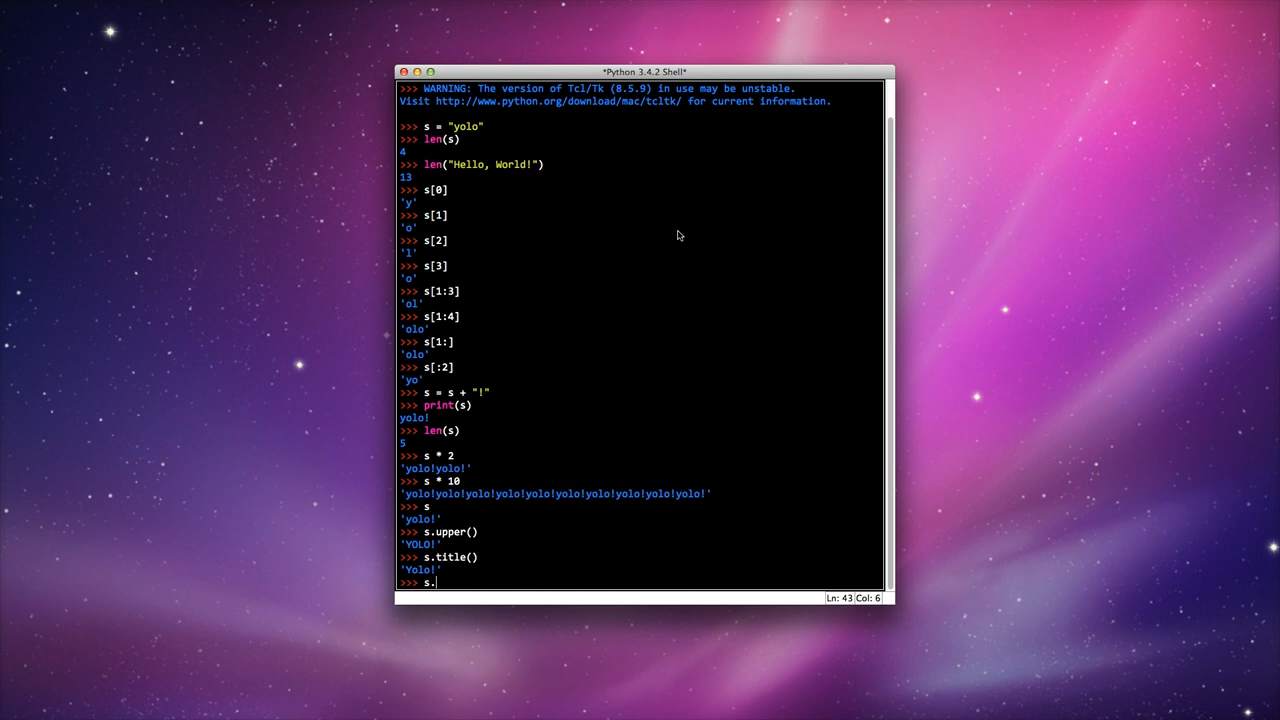 *Python 3.4.2 Shell*
>>> WARNING: The version of Tcl/Tk (8.5.9) in use may be unstable.
Visit http://www.python.org/download/mac/tcltk/ for current information.
>>> s = "yolo"
>>> len(s)
4
>>> len("Hello, World!")
13
>>> s[0]
'y'
>>> s[1]
'o'
>>> s[2]
'l'
>>> s[3]
'o'
>>> s[1:3]
'ol'
>>> s[1:4]
'olo'
>>> s[1:]
'olo'
>>> s[:2]
'yo'
>>> s = s + "!"
>>> print(s)
yolo!
>>> len(s)
5
>>> s * 2
'yolo!yolo!'
>>> s * 10
'yolo!yolo!yolo!yolo!yolo!yolo!yolo!yolo!yolo!yolo!'
>>> s
'yolo!'
>>> s.upper()
'YOLO!'
>>> s.title()
'Yolo!'
>>> s.
Ln: 43 Col: 6